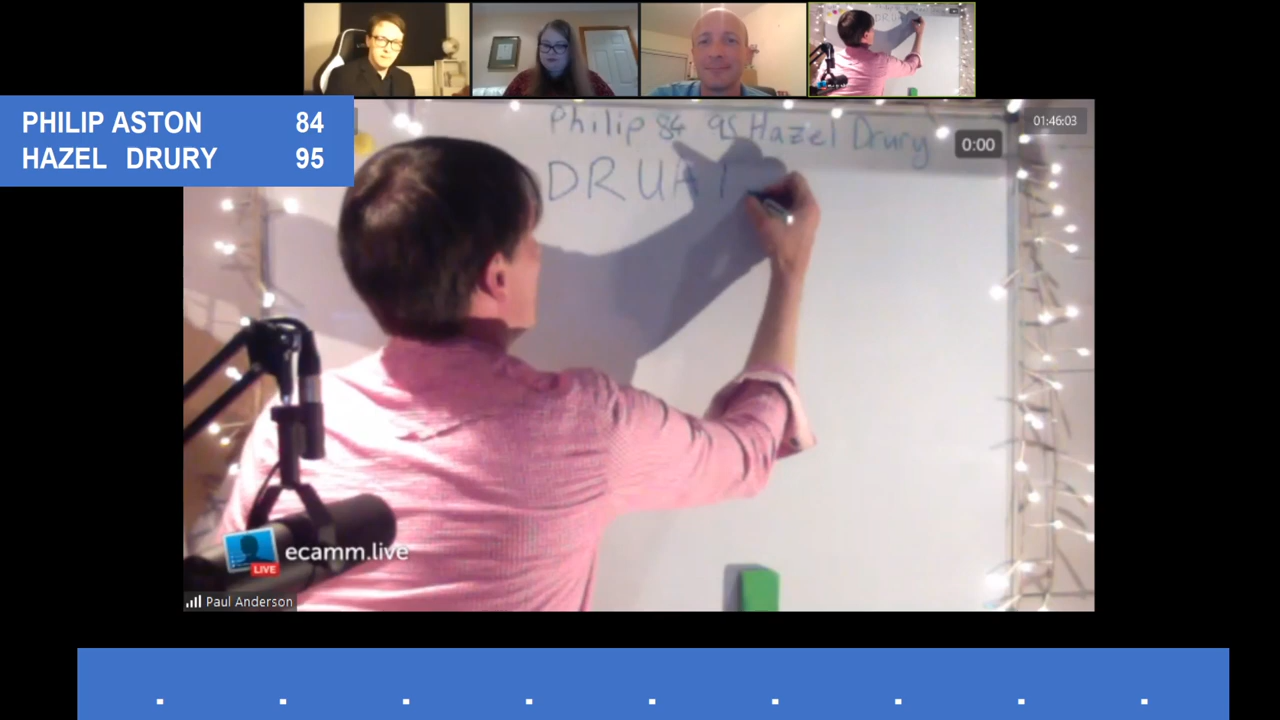 PHILIP ASTON 84
HAZEL DRURY 95
Philip 84 95 Hazel Drury
01:46:03
0:00
DRUA
ecamm.live
LIVE
Paul Anderson